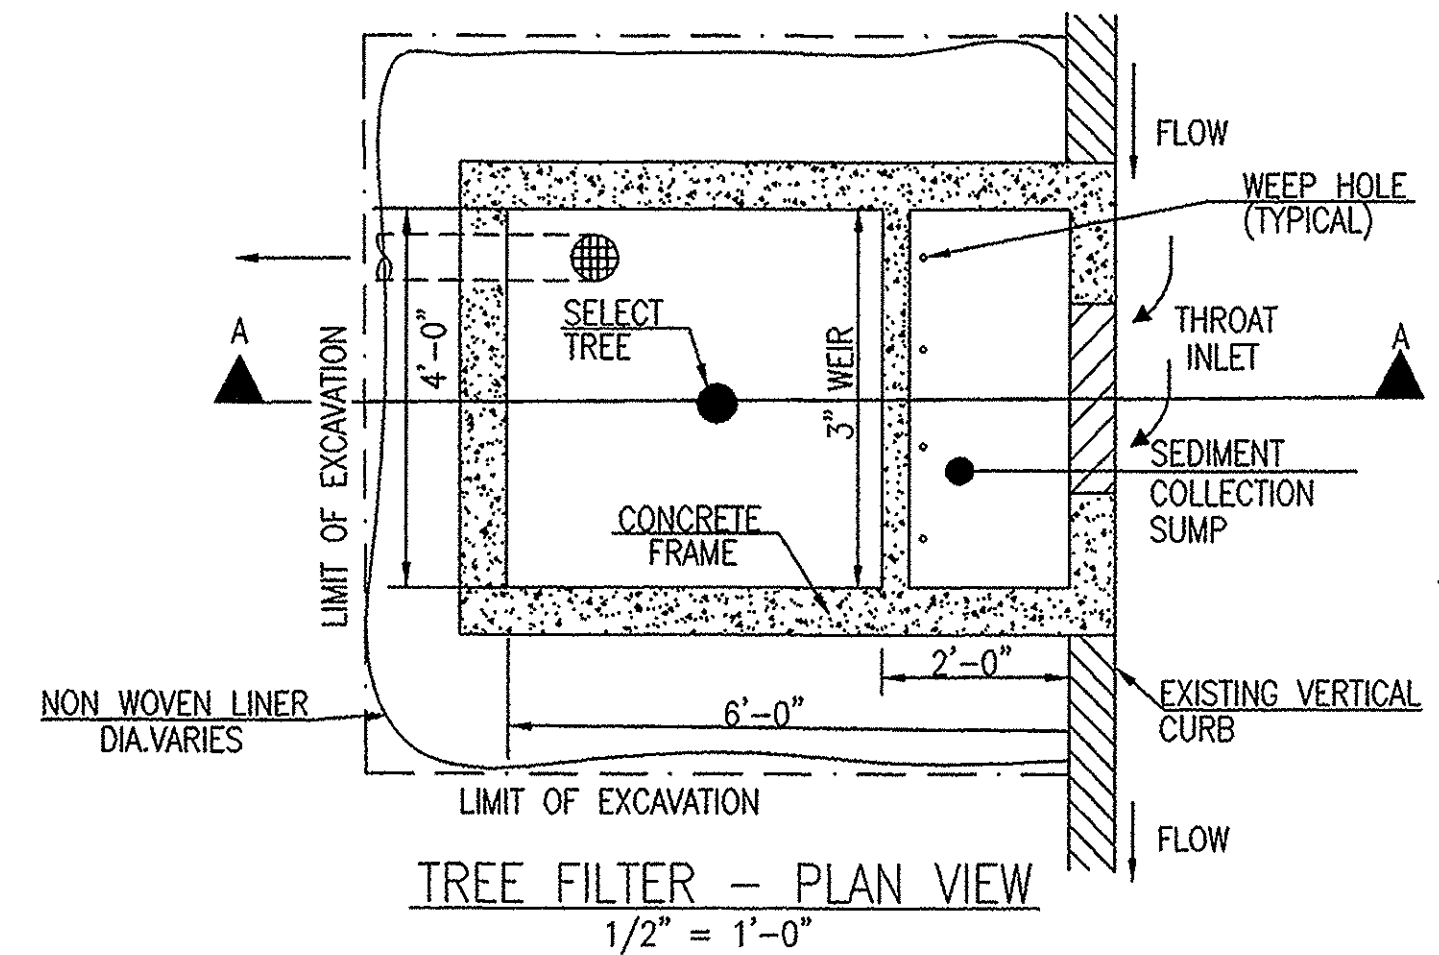 FLOW
WEEP HOLE
(TYPICAL)
A
SELECT
TREE
4'-0"
3" WEIR
THROAT
INLET
A
LIMIT OF EXCAVATION
SEDIMENT
COLLECTION
SUMP
CONCRETE
FRAME
2'-0"
6'-0"
NON WOVEN LINER
DIA.VARIES
EXISTING VERTICAL
CURB
LIMIT OF EXCAVATION
FLOW
TREE FILTER - PLAN VIEW
1/2" = 1'-0"